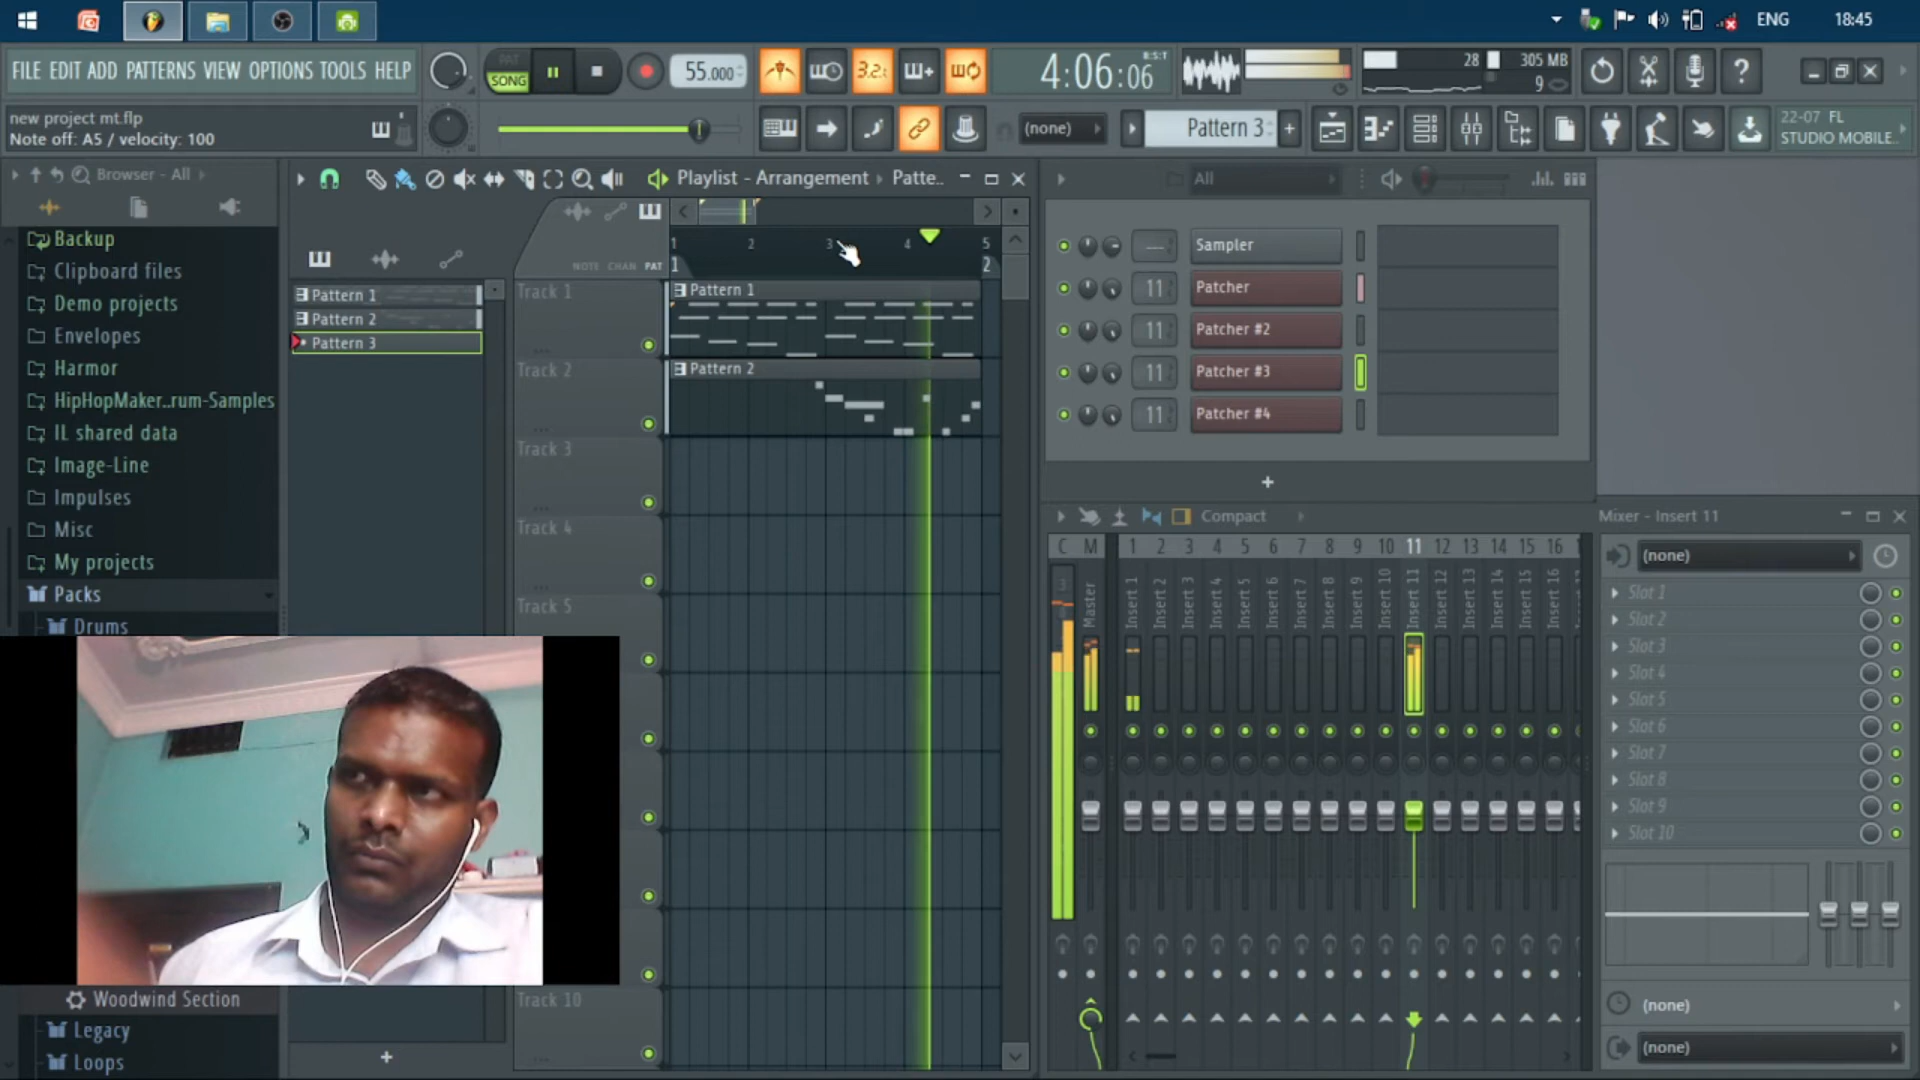 ENG
18:45
FILE EDIT ADD PATTERNS VIEW OPTIONS TOOLS HELP
PAT
SONG
55.000
3.2.
4:06:06
B:S:T
28
305 MB
9
new project mt.flp
Note off: A5 / velocity: 100
(none)
Pattern 3
22-07 FL
STUDIO MOBILE..
Browser - All
Playlist - Arrangement
Patte..
All
Backup
Clipboard files
Demo projects
Envelopes
Harmor
HipHopMaker..rum-Samples
IL shared data
Image-Line
Impulses
Misc
My projects
Packs
Drums
Woodwind Section
Legacy
Loops
Pattern 1
Pattern 2
Pattern 3
NOTE CHAN PAT
1 2 3 4 5
1 2
Track 1
Pattern 1
Track 2
Pattern 2
Track 3
Track 4
Track 5
Track 10
Sampler
11 Patcher
11 Patcher #2
11 Patcher #3
11 Patcher #4
Compact
C M 1 2 3 4 5 6 7 8 9 10 11 12 13 14 15 16
Master
Insert 1
Insert 2
Insert 3
Insert 4
Insert 5
Insert 6
Insert 7
Insert 8
Insert 9
Insert 10
Insert 11
Insert 12
Insert 13
Insert 14
Insert 15
Insert 16
Mixer - Insert 11
(none)
Slot 1
Slot 2
Slot 3
Slot 4
Slot 5
Slot 6
Slot 7
Slot 8
Slot 9
Slot 10
(none)
(none)